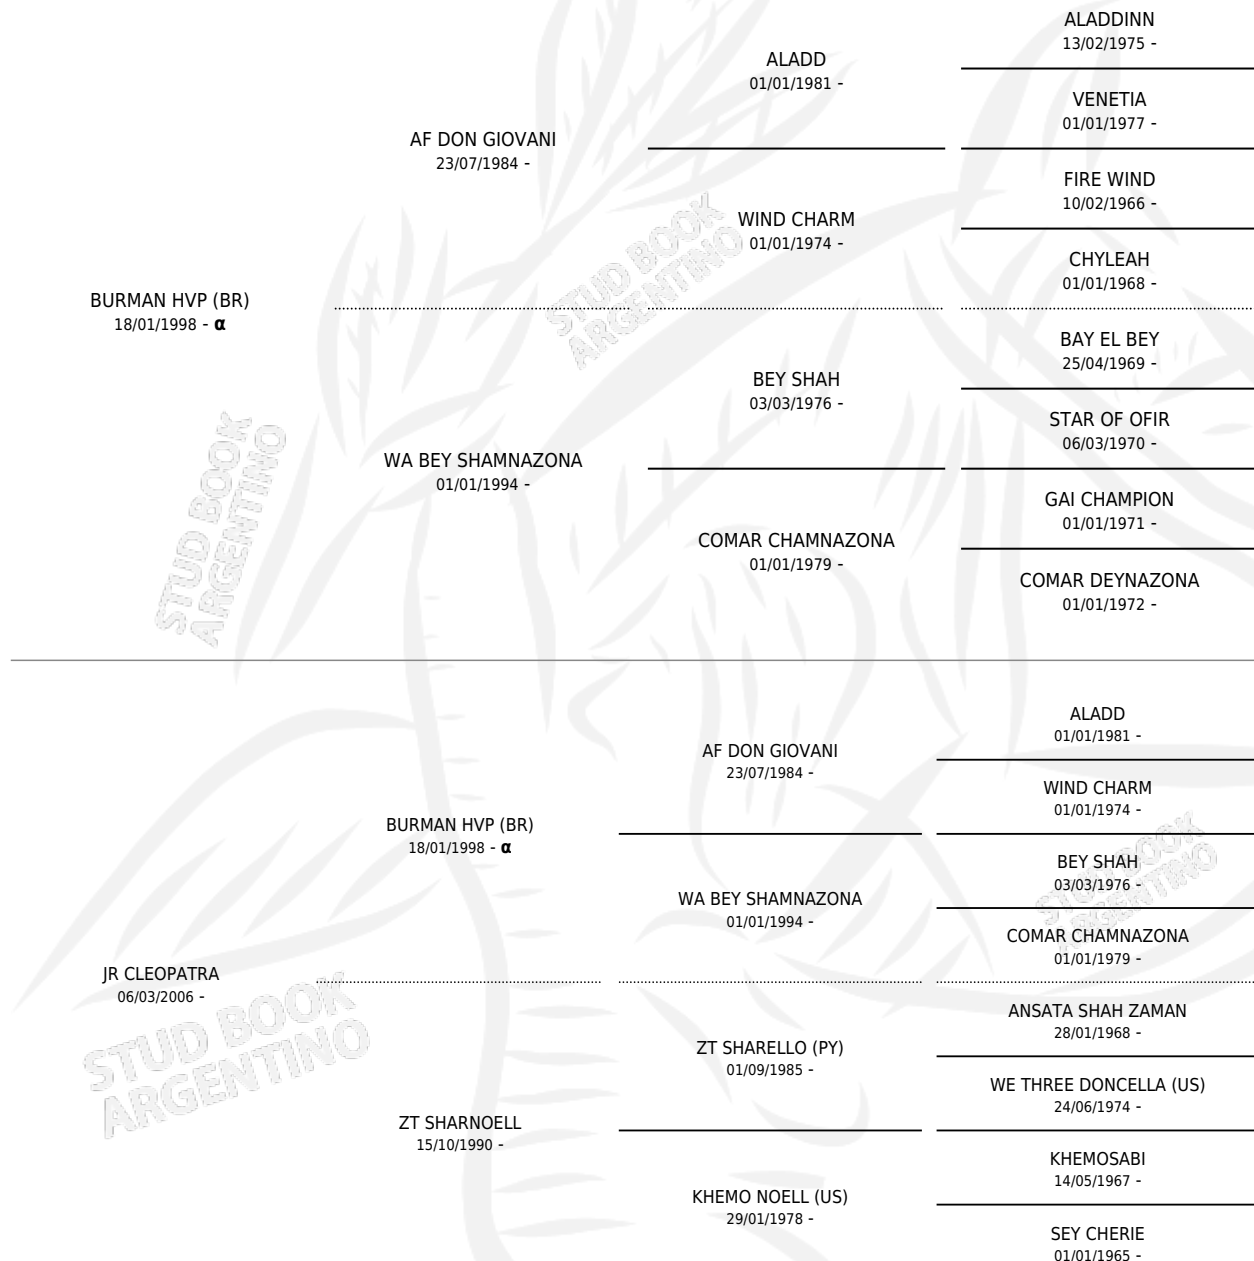 ALADDINN
13/02/1975 -
ALADD
01/01/1981 -
VENETIA
01/01/1977 -
AF DON GIOVANI
23/07/1984 -
FIRE WIND
10/02/1966 -
WIND CHARM
01/01/1974 -
CHYLEAH
01/01/1968 -
BURMAN HVP (BR)
18/01/1998 - α
BAY EL BEY
25/04/1969 -
BEY SHAH
03/03/1976 -
STAR OF OFIR
06/03/1970 -
WA BEY SHAMNAZONA
01/01/1994 -
GAI CHAMPION
01/01/1971 -
COMAR CHAMNAZONA
01/01/1979 -
COMAR DEYNAZONA
01/01/1972 -
STUD BOOK
ARGENTINO
STUD BOOK
ARGENTINO
ALADD
01/01/1981 -
AF DON GIOVANI
23/07/1984 -
WIND CHARM
01/01/1974 -
BURMAN HVP (BR)
18/01/1998 - α
BEY SHAH
03/03/1976 -
WA BEY SHAMNAZONA
01/01/1994 -
COMAR CHAMNAZONA
01/01/1979 -
JR CLEOPATRA
06/03/2006 -
ANSATA SHAH ZAMAN
28/01/1968 -
ZT SHARELLO (PY)
01/09/1985 -
WE THREE DONCELLA (US)
24/06/1974 -
ZT SHARNOELL
15/10/1990 -
KHEMOSABI
14/05/1967 -
KHEMO NOELL (US)
29/01/1978 -
SEY CHERIE
01/01/1965 -
STUD BOOK
ARGENTINO
STUD BOOK
ARGENTINO